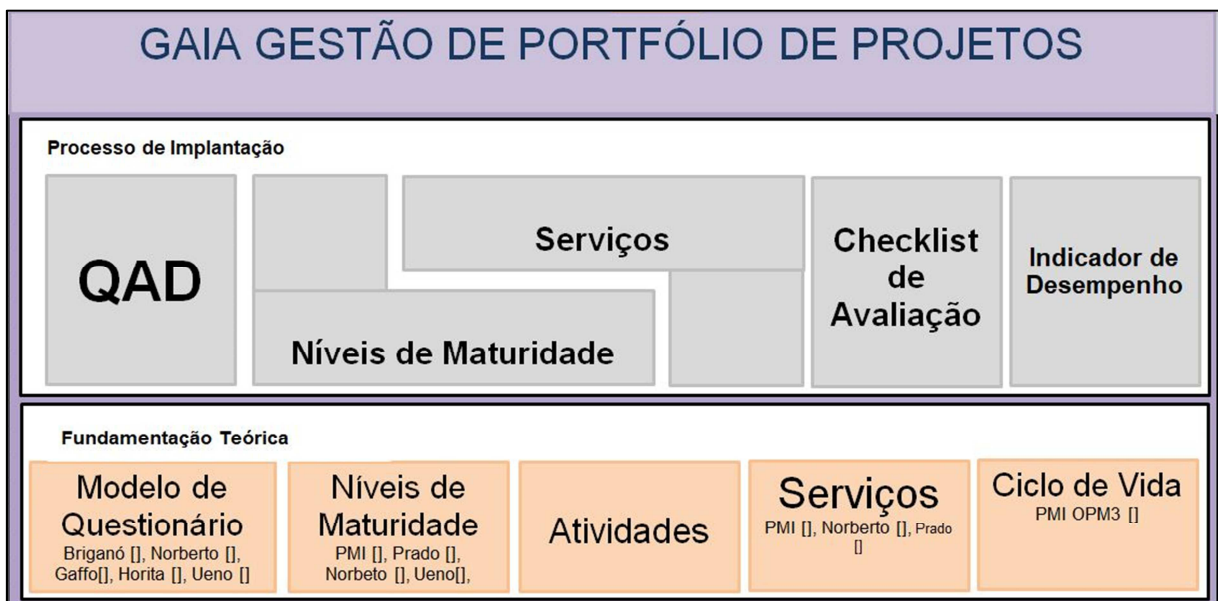 GAIA GESTÃO DE PORTFÓLIO DE PROJETOS
Processo de Implantação
QAD
Níveis de Maturidade
Serviços
Checklist
de
Avaliação
Indicador de
Desempenho
Fundamentação Teórica
Modelo de
Questionário
Briganó [], Norberto [],
Gaffo[], Horita [], Ueno []
Níveis de
Maturidade
PMI [], Prado [],
Norbeto [], Ueno[],
Atividades
Serviços
PMI [], Norberto [], Prado
[]
Ciclo de Vida
PMI OPM3 []